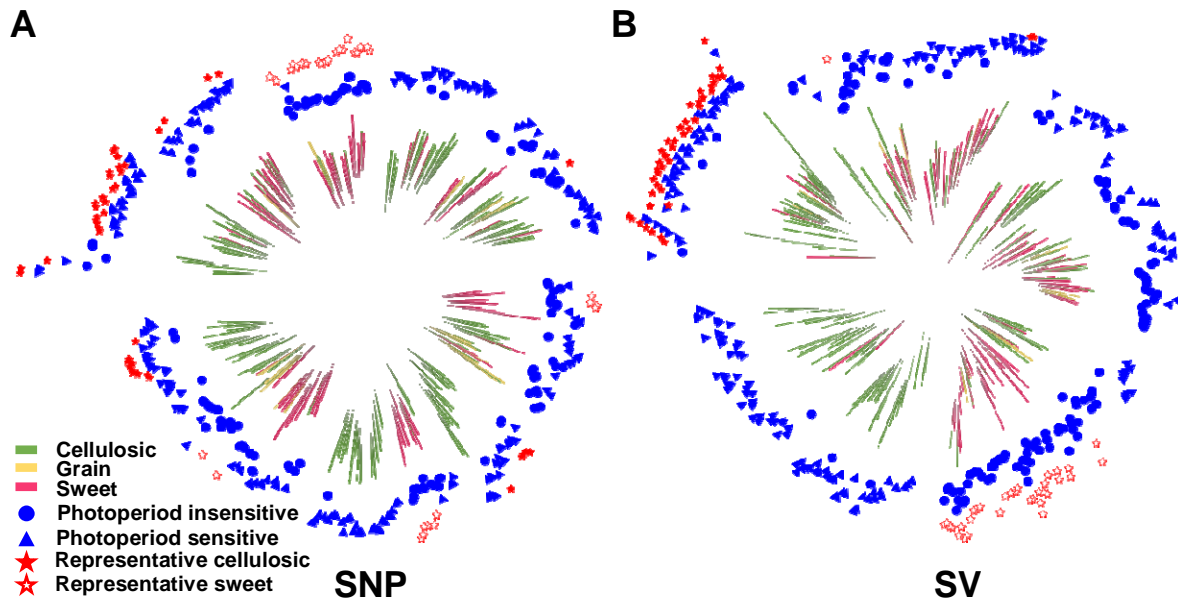 A
B
Cellulosic
Grain
Sweet
Photoperiod insensitive
Photoperiod sensitive
Representative cellulosic
Representative sweet
SNP
SV